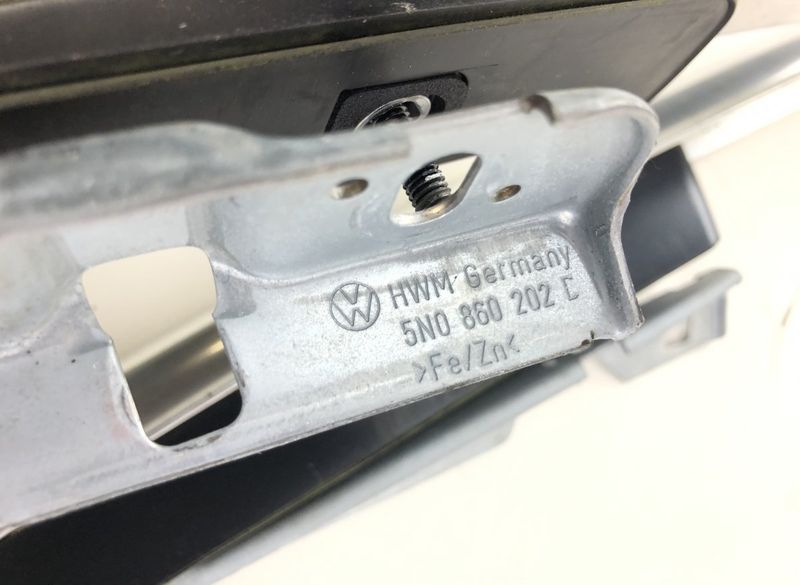 HWM Germany
5N0 860 202 C
>Fe/Zn<